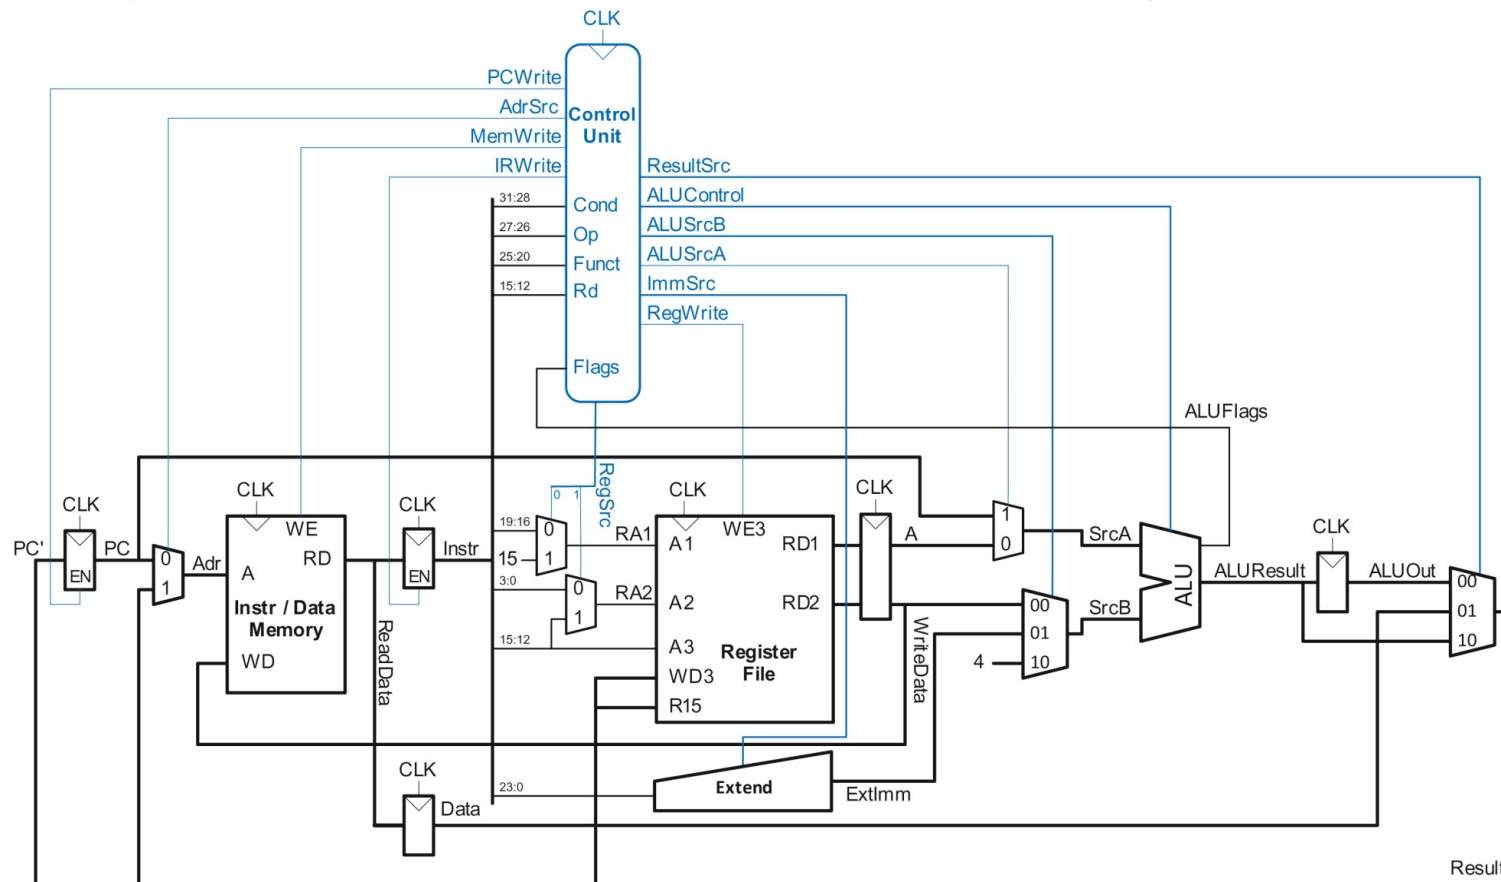 CLK
PCWrite
AdrSrc
MemWrite
IRWrite
Control
Unit
ResultSrc
ALUControl
ALUSrcB
ALUSrcA
ImmSrc
RegWrite
31:28
Cond
27:26
Op
25:20
Funct
15:12
Rd
Flags
ALUFlags
RegSrc
0 1
CLK
PC'
EN
PC
0
1
Adr
CLK
WE
RD
A
Instr / Data
Memory
WD
ReadData
CLK
EN
Instr
19:16
15
0
1
RA1
3:0
0
1
RA2
15:12
CLK
WE3
A1
RD1
A2
RD2
A3
WD3
R15
Register
File
CLK
A
WriteData
1
0
SrcA
00
01
10
4
SrcB
ALU
ALUResult
CLK
ALUOut
00
01
10
23:0
Extend
ExtImm
CLK
Data
Result